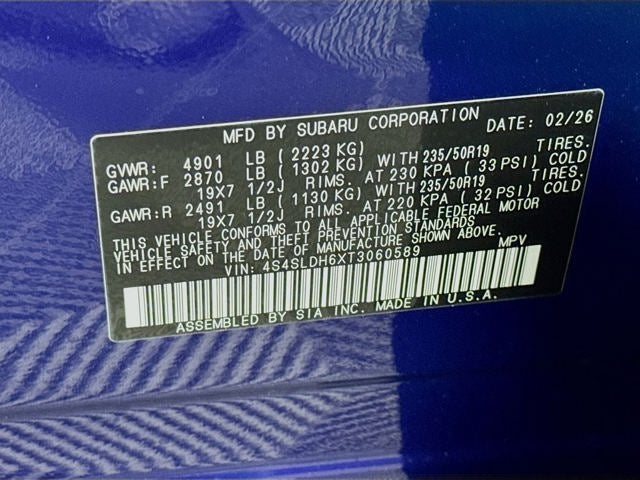 MFD BY SUBARU CORPORATION DATE: 02/26
GVWR: 4901 LB ( 2223 KG) TIRES.
GAWR:F 2870 LB ( 1302 KG) WITH 235/50R19
19X7 1/2J RIMS. AT 230 KPA ( 33 PSI) COLD
GAWR:R 2491 LB ( 1130 KG) WITH 235/50R19 TIRES.
19X7 1/2J RIMS. AT 220 KPA ( 32 PSI) COLD
THIS VEHICLE CONFORMS TO ALL APPLICABLE FEDERAL MOTOR
VEHICLE SAFETY, BUMPER AND THEFT PREVENTION STANDARDS
IN EFFECT ON THE DATE OF MANUFACTURE SHOWN ABOVE.
VIN: 4S4SLDH6XT3060589 MPV
ASSEMBLED BY SIA INC. MADE IN U.S.A.